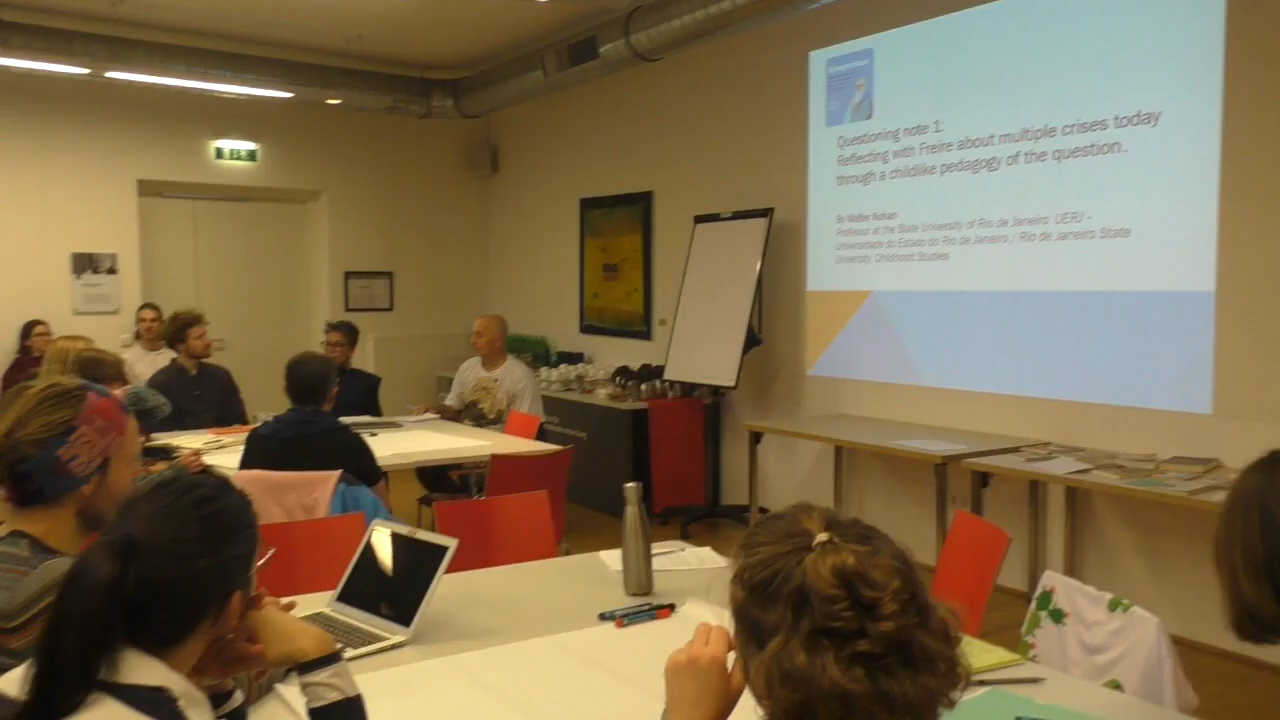 Questioning note 1:
Reflecting with Freire about multiple crises today
through a childlike pedagogy of the question.
By Walter Kohan
Professor at the State University of Rio de Janeiro: UERJ -
Universidade do Estado do Rio de Janeiro / Rio de Janeiro State
University, Childhood Studies